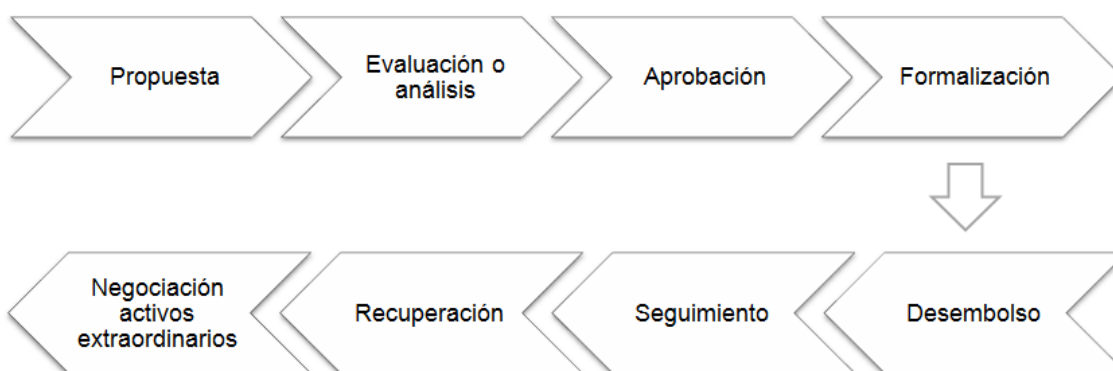 Propuesta
Evaluación o
análisis
Aprobación
Formalización
Desembolso
Seguimiento
Recuperación
Negociación
activos
extraordinarios